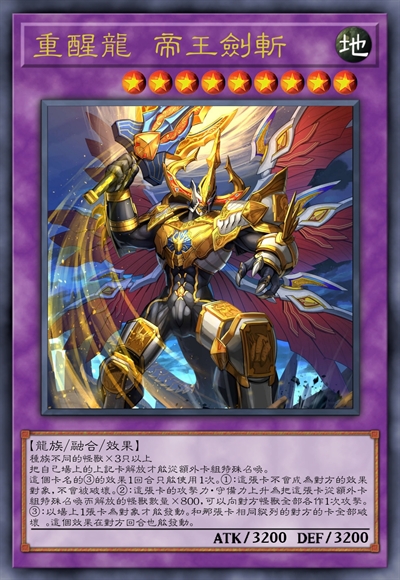 重醒龍 帝王劍斬
地
【龍族/融合/效果】
種族不同的怪獸×3只以上
把自己場上的上記卡解放才能從額外卡組特殊召喚。
這個卡名的③的效果1回合只能使用1次。①：這張卡不會成為對方的效果
對象，不會被破壞。②：這張卡的攻擊力·守備力上升為把這張卡從額外卡
組特殊召喚而解放的怪獸數量×800，可以向對方怪獸全部各作1次攻擊。
③：以場上1張卡為對象才能發動。和那張卡相同縱列的對方的卡全部破
壞 。這個效果在對方回合也能發動。
ATK/3200 DEF/3200